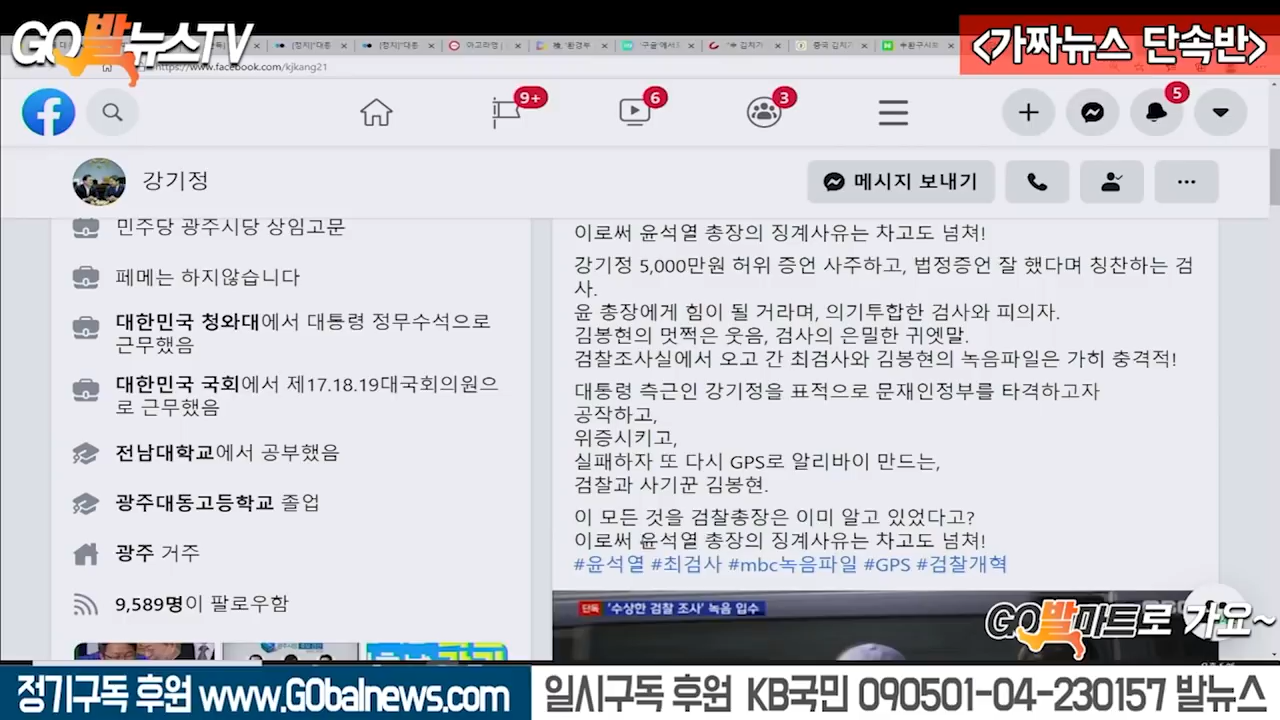 GO발뉴스TV
<가짜뉴스 단속반>
https://www.facebook.com/kjkang21
9+
6
3
5
강기정
메시지 보내기
민주당 광주시당 상임고문
페메는 하지않습니다
대한민국 청와대에서 대통령 정무수석으로
근무했음
대한민국 국회에서 제17.18.19대국회의원으
로 근무했음
전남대학교에서 공부했음
광주대동고등학교 졸업
광주 거주
9,589명이 팔로우함
이로써 윤석열 총장의 징계사유는 차고도 넘쳐!
강기정 5,000만원 허위 증언 사주하고, 법정증언 잘 했다며 칭찬하는 검
사.
윤 총장에게 힘이 될 거라며, 의기투합한 검사와 피의자.
김봉현의 멋쩍은 웃음, 검사의 은밀한 귀엣말.
검찰조사실에서 오고 간 최검사와 김봉현의 녹음파일은 가히 충격적!
대통령 측근인 강기정을 표적으로 문재인정부를 타격하고자
공작하고,
위증시키고,
실패하자 또 다시 GPS로 알리바이 만드는,
검찰과 사기꾼 김봉현.
이 모든 것을 검찰총장은 이미 알고 있었다고?
이로써 윤석열 총장의 징계사유는 차고도 넘쳐!
#윤석열 #최검사 #mbc녹음파일 #GPS #검찰개혁
단독 '수상한 검찰 조사' 녹음 입수
GO발마트로 가요~
정기구독 후원 www.GObalnews.com
일시구독 후원 KB국민 090501-04-230157 발뉴스